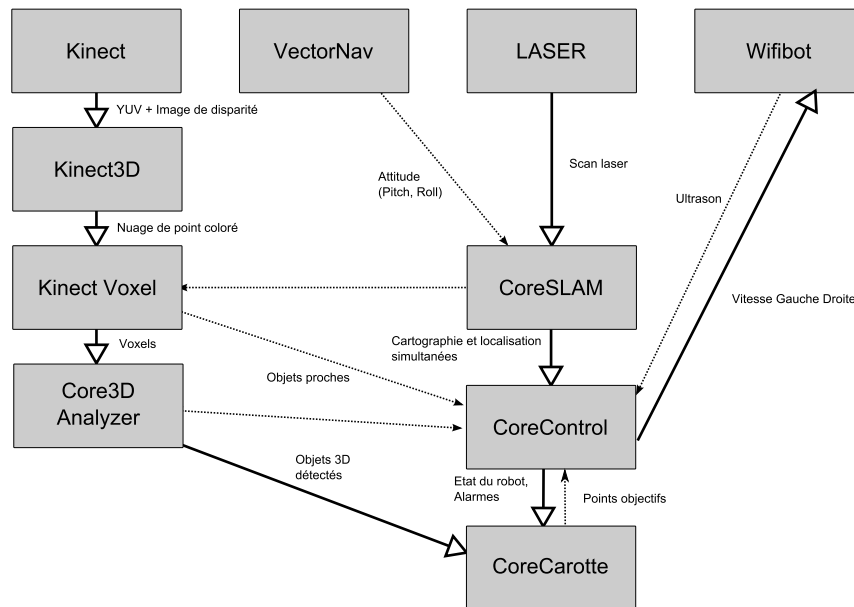 Kinect
VectorNav
LASER
Wifibot
YUV + Image de disparité
Kinect3D
Attitude
(Pitch, Roll)
Scan laser
Ultrason
Nuage de point coloré
Kinect Voxel
CoreSLAM
Vitesse Gauche Droite
Voxels
Cartographie et localisation
simultanées
Objets proches
Core3D
Analyzer
CoreControl
Objets 3D
détectés
Etat du robot,
Alarmes
Points objectifs
CoreCarotte